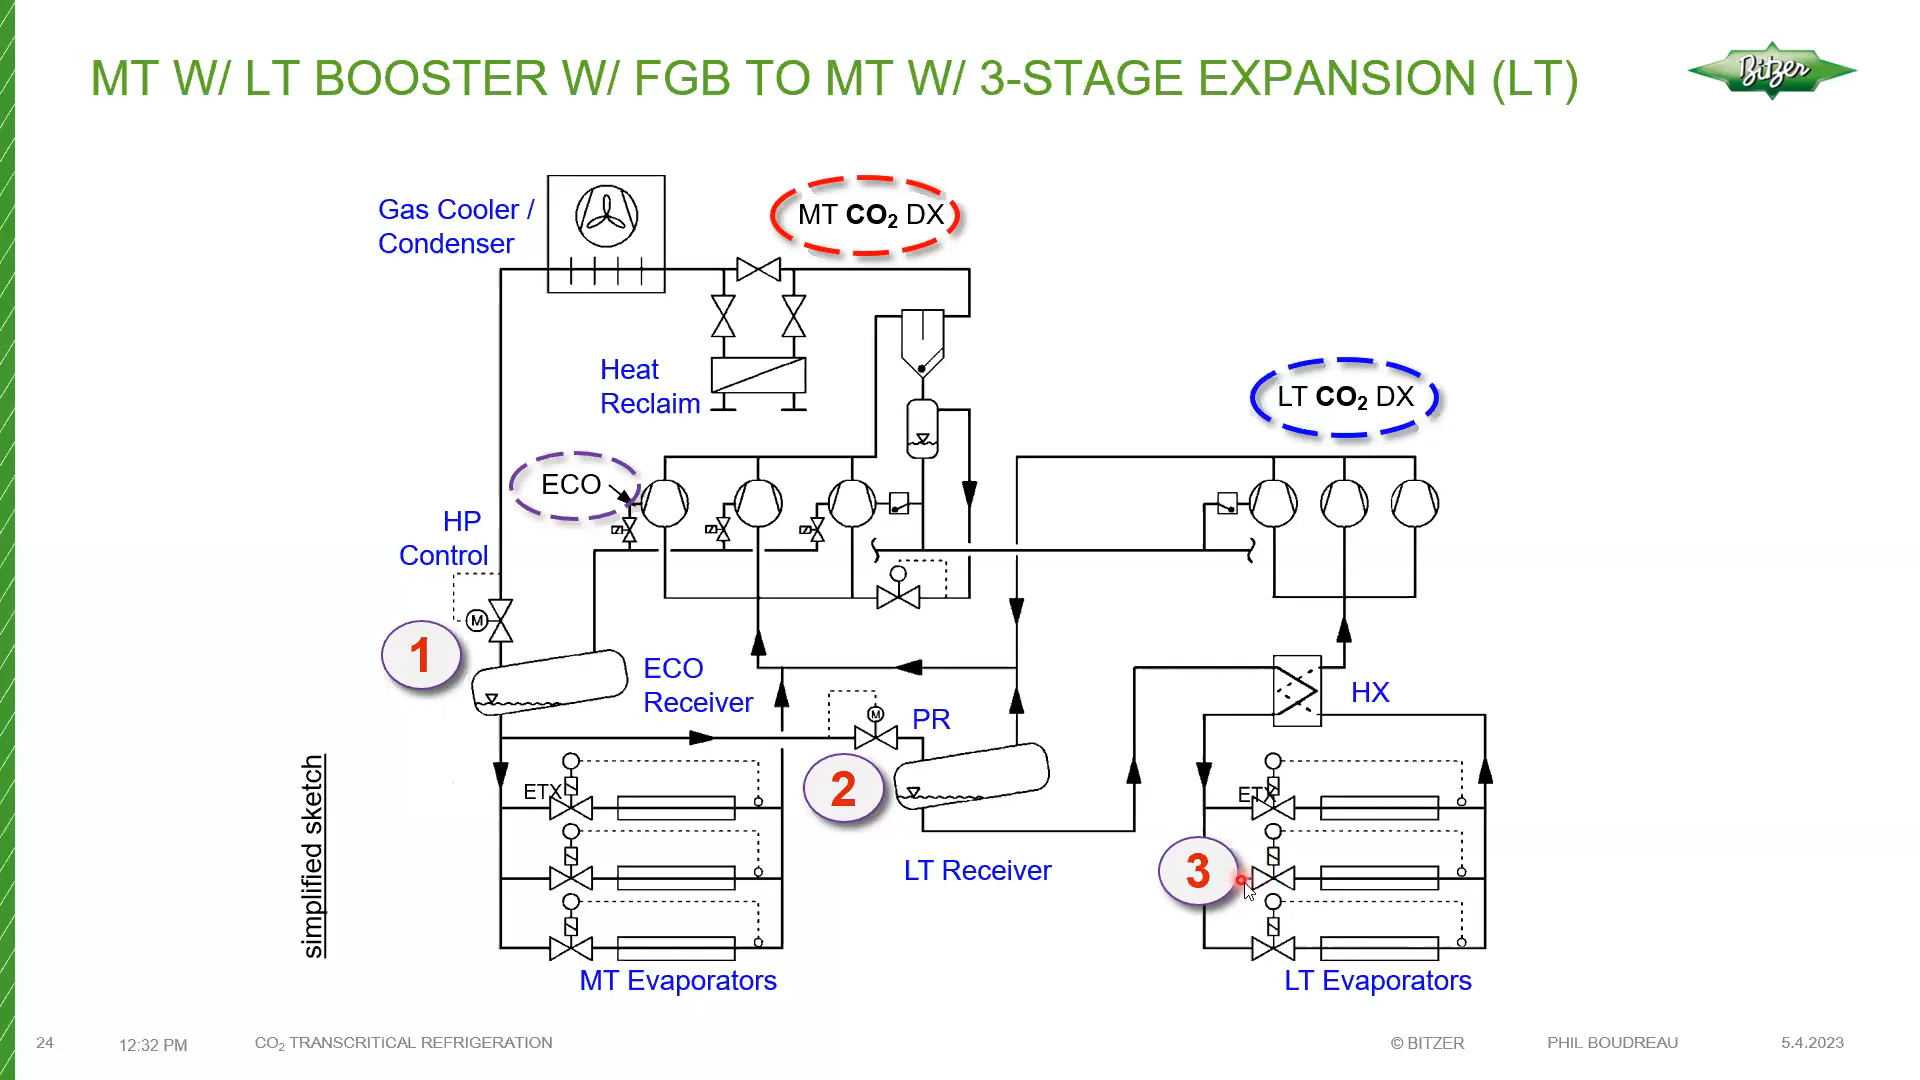 MT W/ LT BOOSTER W/ FGB TO MT W/ 3-STAGE EXPANSION (LT)
Bitzer
Gas Cooler /
Condenser
MT CO₂ DX
Heat
Reclaim
LT CO₂ DX
ECO
HP
Control
M
1
ECO
Receiver
M
PR
HX
2
ETX
ETX
LT Receiver
3
simplified sketch
MT Evaporators
LT Evaporators
24
12:32 PM
CO₂ TRANSCRITICAL REFRIGERATION
© BITZER
PHIL BOUDREAU
5.4.2023